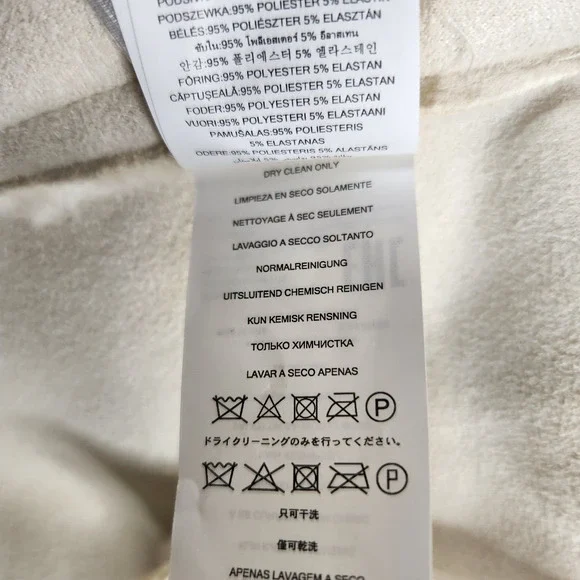 PODSZEWKA:95% POLIESTER 5% ELASTAN
BÉLÉS:95% POLIÉSZTER 5% ELASZTÁN
ซับใน:95% โพลีเอสเตอร์ 5% อีลาสเทน
안감:95% 폴리에스터 5% 엘라스테인
FÔRING:95% POLYESTER 5% ELASTAN
CĂPTUŞEALĂ:95% POLIESTER 5% ELASTAN
FODER:95% POLYESTER 5% ELASTAN
VUORI:95% POLYESTERI 5% ELASTAANI
PAMUŠALAS:95% POLIESTERIS
5% ELASTANAS
ODERE:95% POLIESTERIS 5% ALASTĀNS
DRY CLEAN ONLY
LIMPIEZA EN SECO SOLAMENTE
NETTOYAGE À SEC SEULEMENT
LAVAGGIO A SECCO SOLTANTO
NORMALREINIGUNG
UITSLUITEND CHEMISCH REINIGEN
KUN KEMISK RENSNING
ТОЛЬКО ХИМЧИСТКА
LAVAR A SECO APENAS
P
ドライクリーニングのみを行ってください。
P
只可干洗
僅可乾洗
APENAS LAVAGEM A SECO